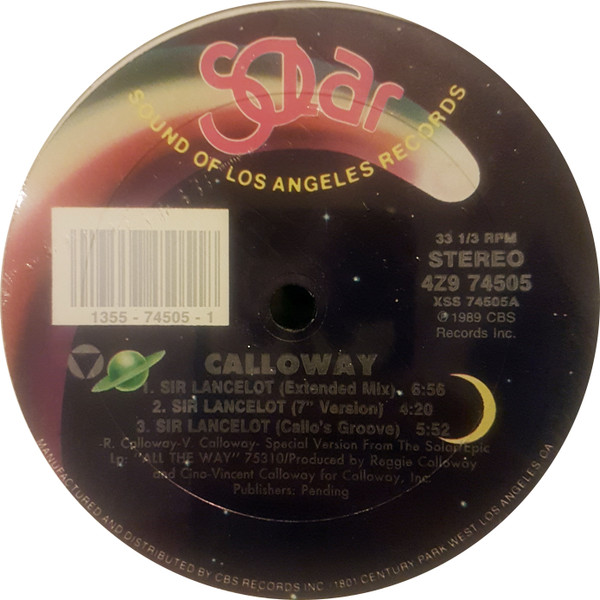 Solar
SOUND OF LOS ANGELES RECORDS
33 1/3 RPM
STEREO
4Z9 74505
XSS 74505A
℗ 1989 CBS
Records Inc.
1355 - 74505 - 1
CALLOWAY
1. SIR LANCELOT (Extended Mix) 6:56
2. SIR LANCELOT (7" Version) 4:20
3. SIR LANCELOT (Callo's Groove) 5:52
-R. Calloway-V. Calloway- Special Version From The Solar/Epic
Lp: "ALL THE WAY" 75310/Produced by Reggie Calloway
and Cino-Vincent Calloway for Calloway, Inc.
Publishers: Pending
MANUFACTURED AND DISTRIBUTED BY CBS RECORDS INC. /1801 CENTURY PARK WEST LOS ANGELES, CA